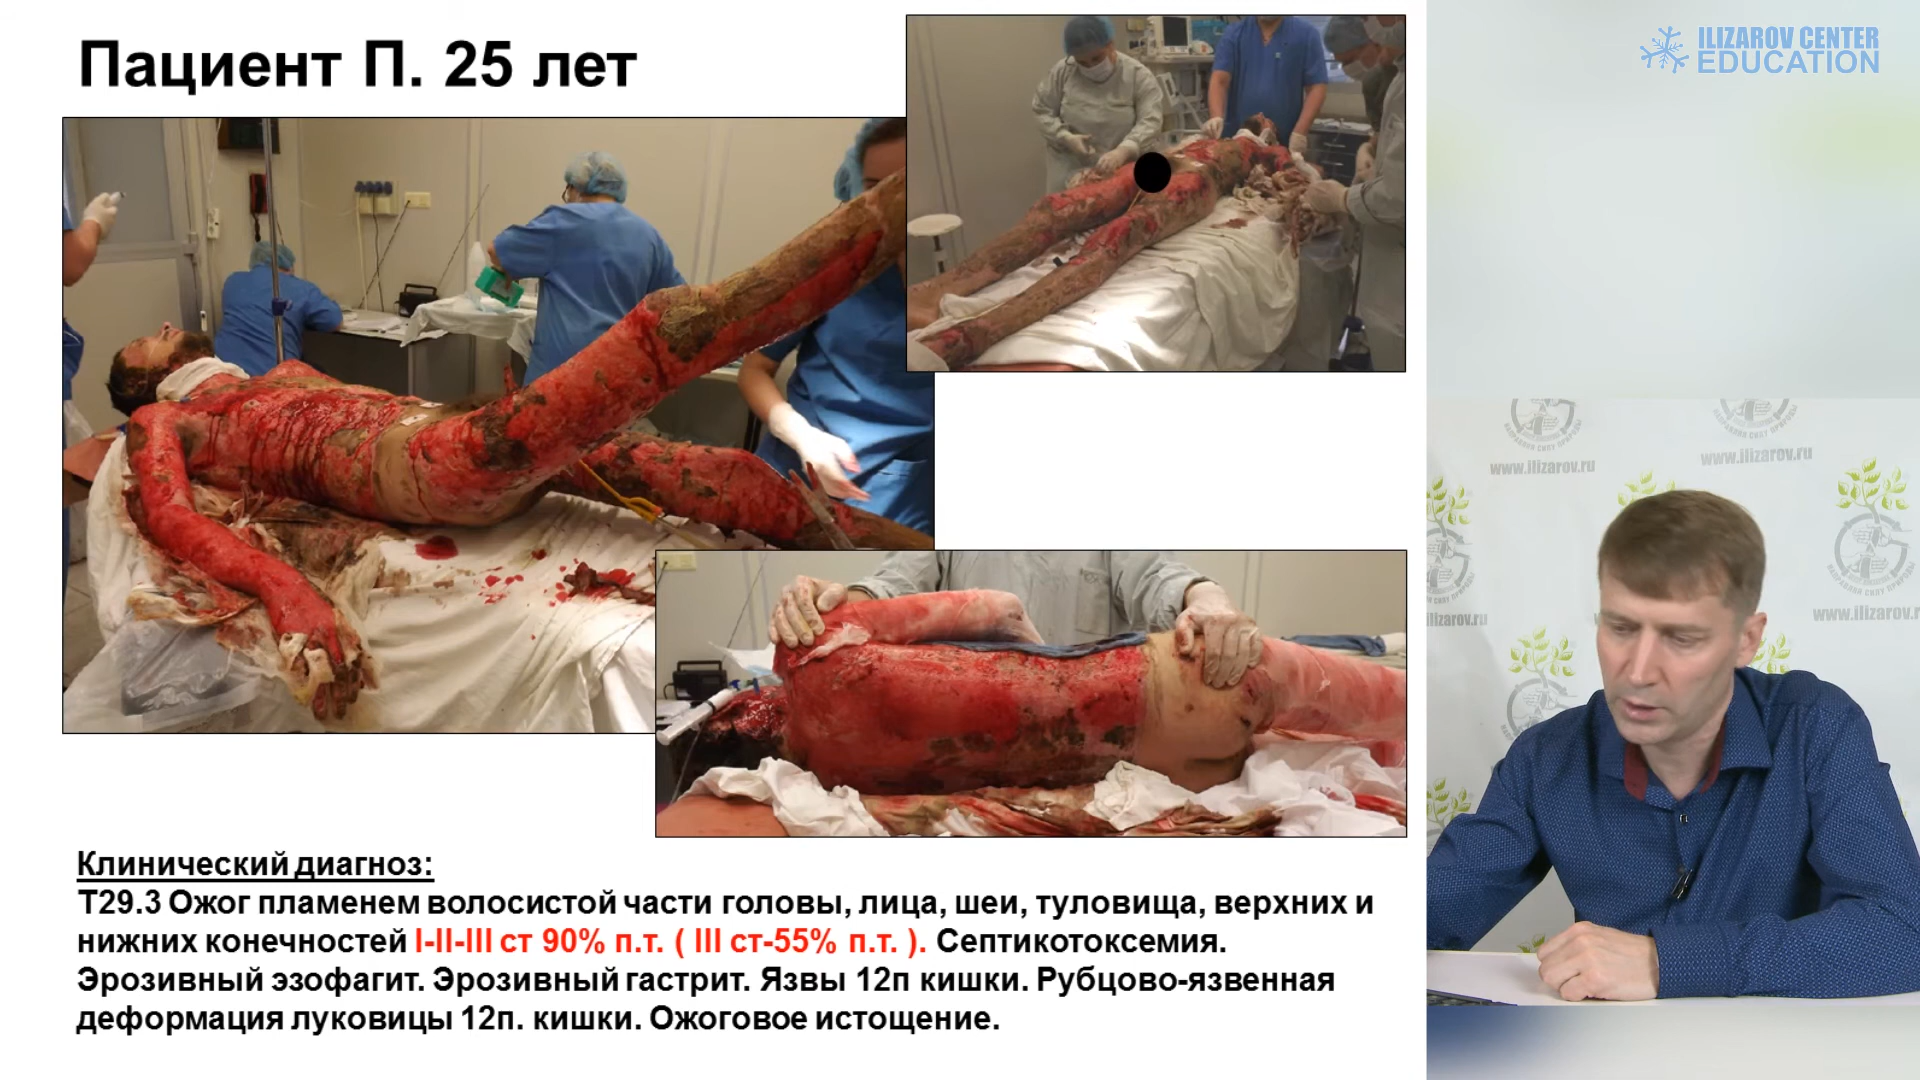 Пациент П. 25 лет
ILIZAROV CENTER
EDUCATION
www.ilizarov.ru
www.ilizarov.ru
ilizarov.ru
www.ilizarov.r
Клинический диагноз:
Т29.3 Ожог пламенем волосистой части головы, лица, шеи, туловища, верхних и
нижних конечностей I-II-III ст 90% п.т. ( III ст-55% п.т. ). Септикотоксемия.
Эрозивный эзофагит. Эрозивный гастрит. Язвы 12п кишки. Рубцово-язвенная
деформация луковицы 12п. кишки. Ожоговое истощение.